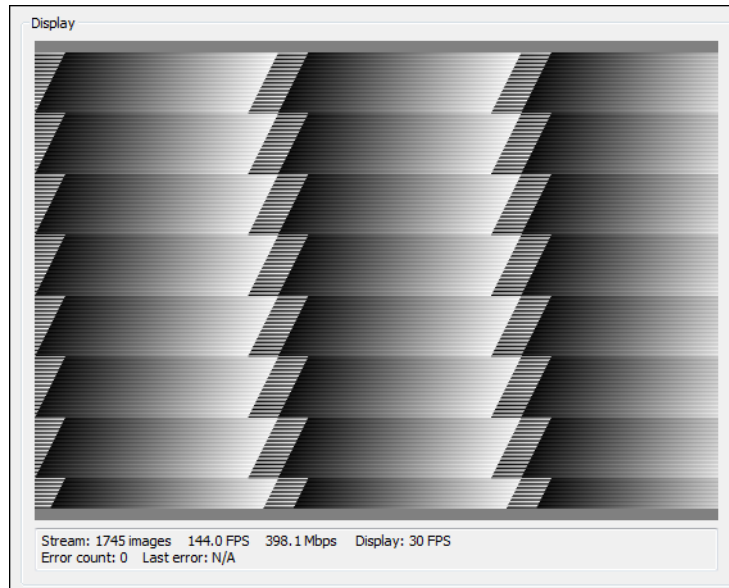 Display
Stream: 1745 images 144.0 FPS 398.1 Mbps Display: 30 FPS
Error count: 0 Last error: N/A